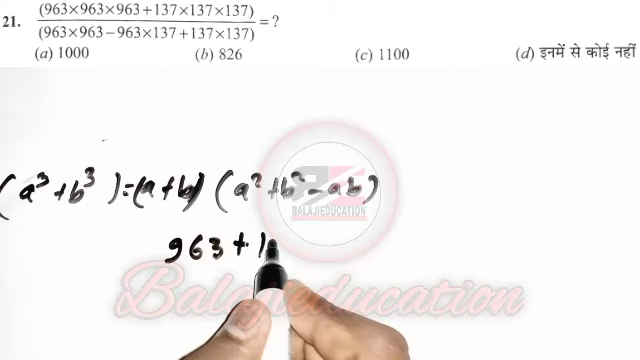 21. (963×963×963+137×137×137) / (963×963−963×137+137×137) = ?
(a) 1000 (b) 826 (c) 1100 (d) इनमें से कोई नहीं
(a³+b³)=(a+b) (a²+b²−ab)
BALAJIEDUCATION
963+1
Balajieducation